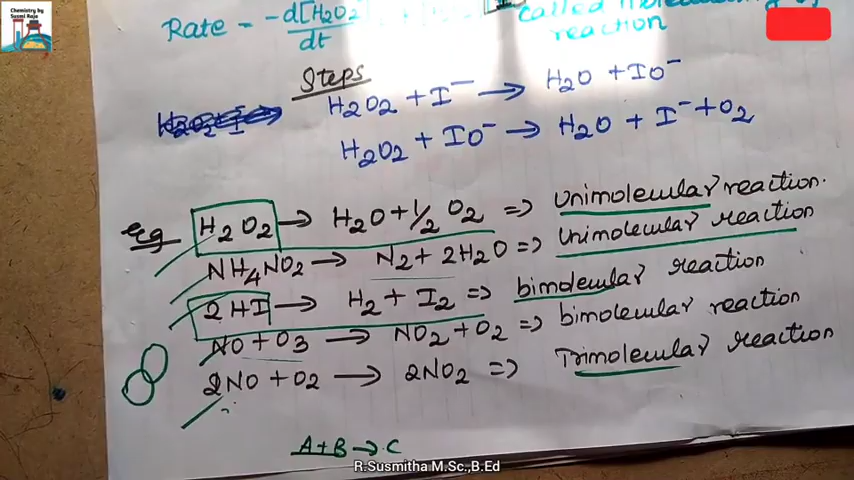 Chemistry by
Susmi Raja
Rate = -d[H₂O₂]/dt
called Molecularity of
reaction
Steps
H₂O₂ + I⁻ → H₂O + IO⁻
H₂O₂ + IO⁻ → H₂O + I⁻ + O₂
Eg H₂O₂ → H₂O + 1/2 O₂ => Unimolecular reaction.
NH₄NO₂ → N₂ + 2H₂O => Unimolecular reaction
2HI → H₂ + I₂ => bimolecular reaction
NO + O₃ → NO₂ + O₂ => bimolecular reaction
2NO + O₂ → 2NO₂ => Trimolecular reaction
A + B → C
R.Susmitha M.Sc.,B.Ed